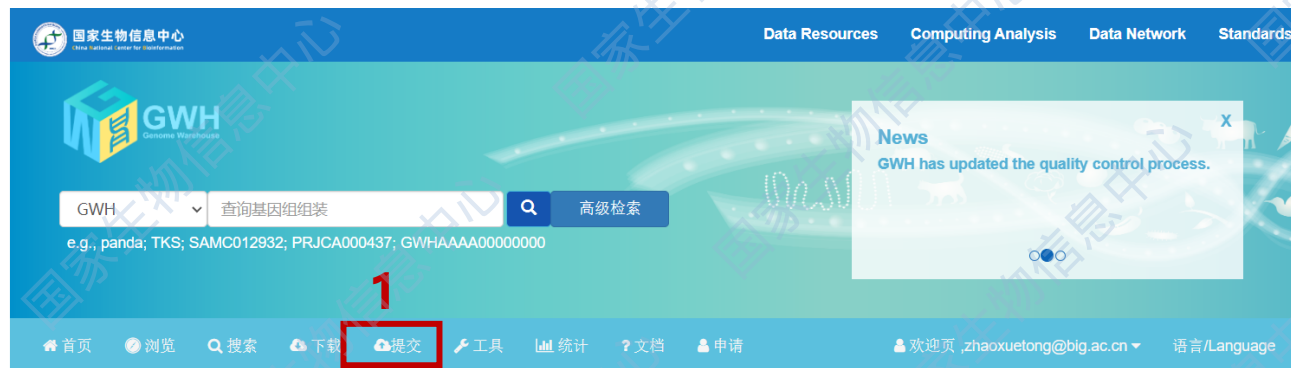 国家生物信息中心
China National Center for Bioinformation
Data Resources Computing Analysis Data Network Standards
GWH
Genome Warehouse
News X
GWH has updated the quality control process.
GWH 查询基因组组装 高级检索
e.g., panda; TKS; SAMC012932; PRJCA000437; GWHAAAA00000000
1
首页 浏览 搜索 下载 提交 工具 统计 ?文档 申请 欢迎页 ,zhaoxuetong@big.ac.cn 语言/Language